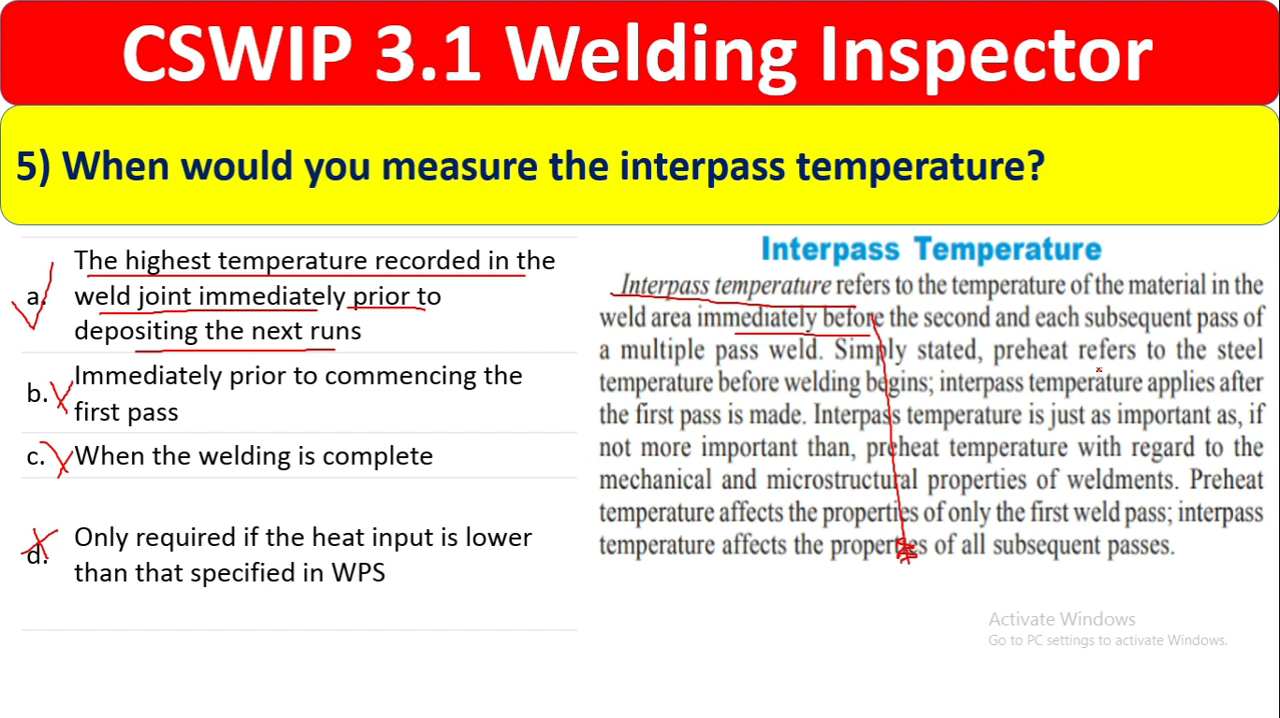 CSWIP 3.1 Welding Inspector
5) When would you measure the interpass temperature?
a. The highest temperature recorded in the
weld joint immediately prior to
depositing the next runs
b. Immediately prior to commencing the
first pass
c. When the welding is complete
d. Only required if the heat input is lower
than that specified in WPS
Interpass Temperature
Interpass temperature refers to the temperature of the material in the
weld area immediately before the second and each subsequent pass of
a multiple pass weld. Simply stated, preheat refers to the steel
temperature before welding begins; interpass temperature applies after
the first pass is made. Interpass temperature is just as important as, if
not more important than, preheat temperature with regard to the
mechanical and microstructural properties of weldments. Preheat
temperature affects the properties of only the first weld pass; interpass
temperature affects the properties of all subsequent passes.
Activate Windows
Go to PC settings to activate Windows.